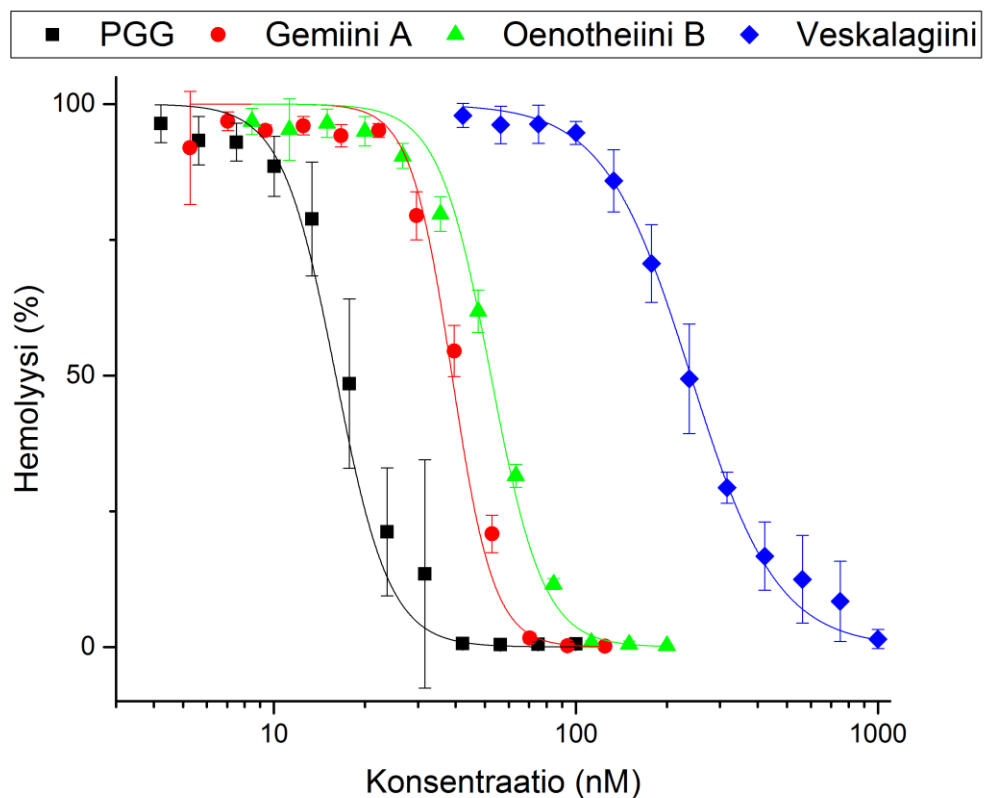 PGG Gemiini A Oenotheiini B Veskalagiini
100
50
0
Hemolyysi (%)
10 100 1000
Konsentraatio (nM)